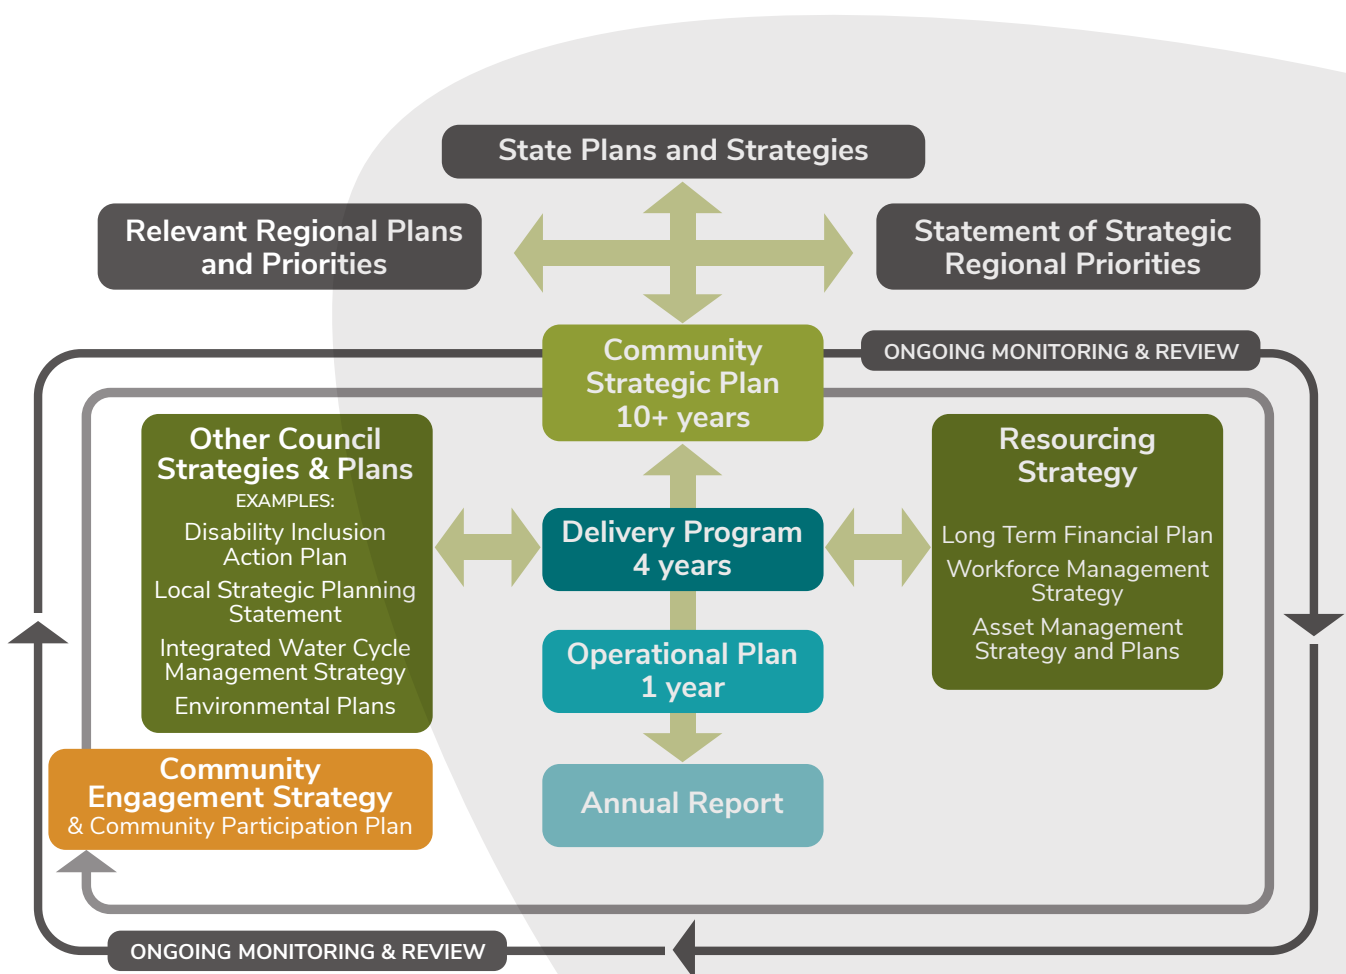 State Plans and Strategies
Relevant Regional Plans
and Priorities
Statement of Strategic
Regional Priorities
Community
Strategic Plan
10+ years
ONGOING MONITORING & REVIEW
Other Council
Strategies & Plans
EXAMPLES:
Disability Inclusion
Action Plan
Local Strategic Planning
Statement
Integrated Water Cycle
Management Strategy
Environmental Plans
Delivery Program
4 years
Resourcing
Strategy
Long Term Financial Plan
Workforce Management
Strategy
Asset Management
Strategy and Plans
Operational Plan
1 year
Community
Engagement Strategy
& Community Participation Plan
Annual Report
ONGOING MONITORING & REVIEW